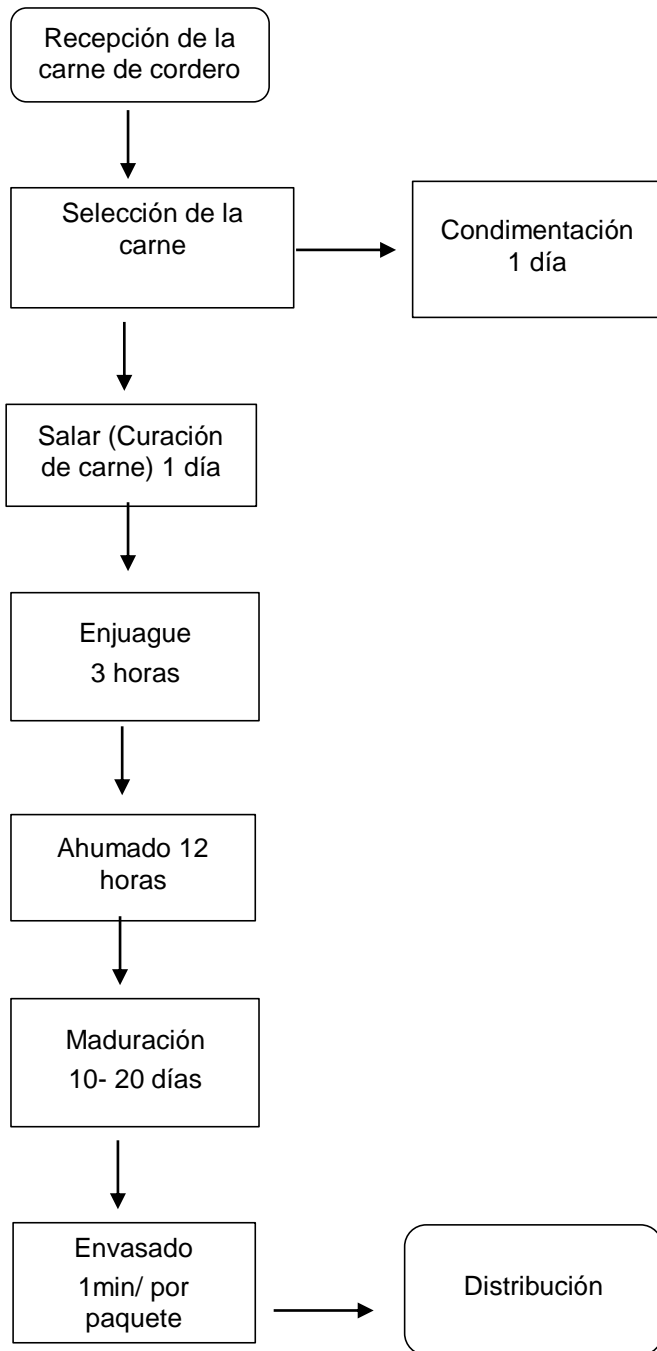 Recepción de la
carne de cordero
Selección de la
carne
Condimentación
1 día
Salar (Curación
de carne) 1 día
Enjuague
3 horas
Ahumado 12
horas
Maduración
10- 20 días
Envasado
1min/ por
paquete
Distribución